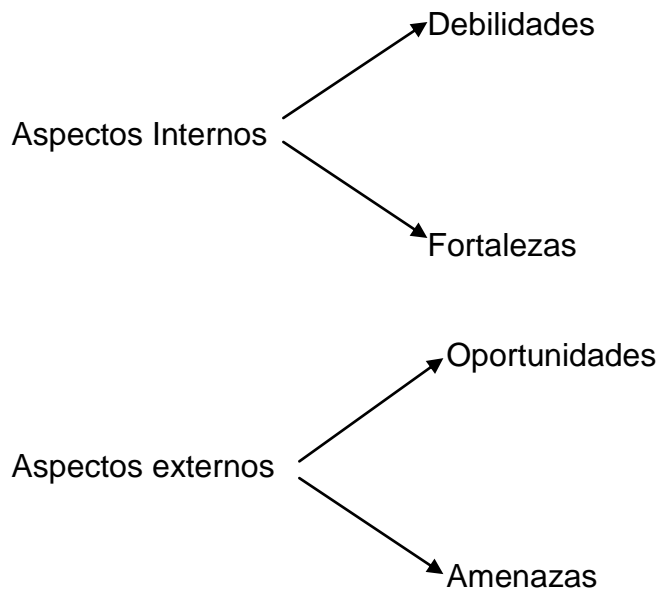 Debilidades
Aspectos Internos
Fortalezas
Oportunidades
Aspectos externos
Amenazas